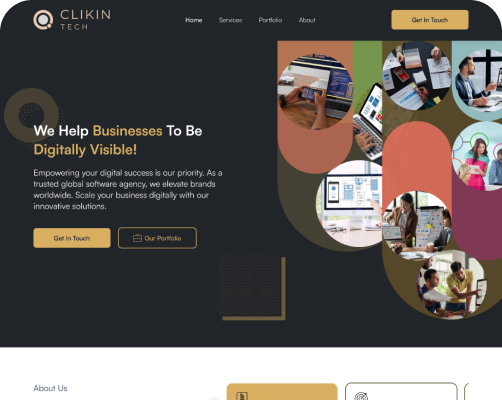 CLIKIN
TECH
Home
Services
Portfolio
About
Get In Touch
We Help Businesses To Be
Digitally Visible!
Empowering your digital success is our priority. As a
trusted global software agency, we elevate brands
worldwide. Scale your business digitally with our
innovative solutions.
Get In Touch
Our Portfolio
About Us